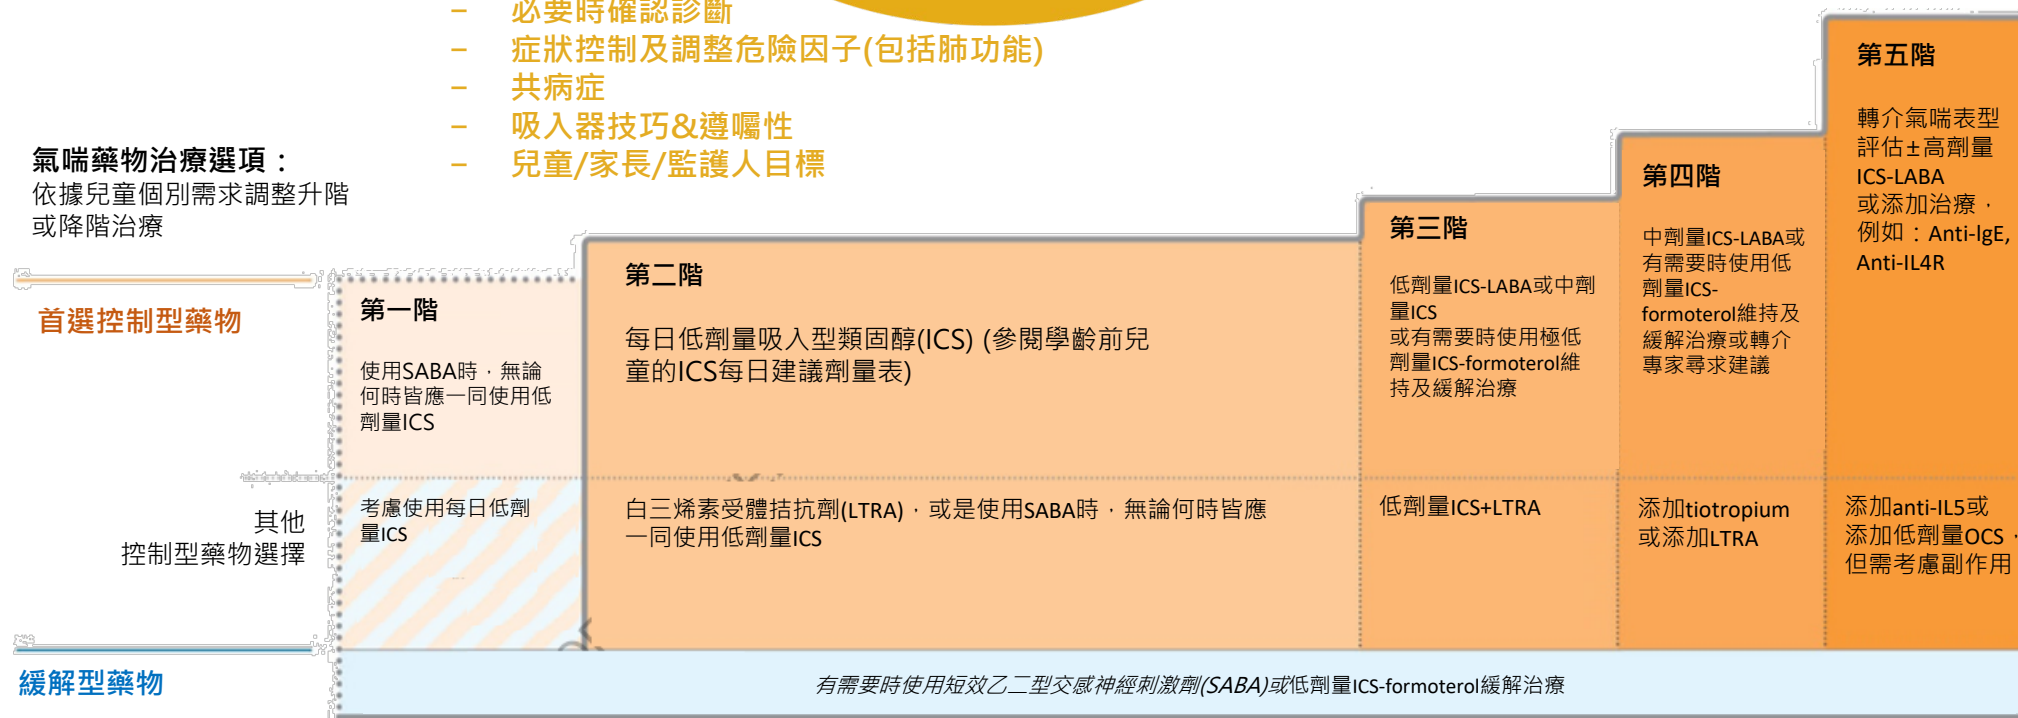 必要時確認診斷
– 症狀控制及調整危險因子(包括肺功能)
– 共病症
– 吸入器技巧&遵囑性
– 兒童/家長/監護人目標
氣喘藥物治療選項：
依據兒童個別需求調整升階
或降階治療
首選控制型藥物
第一階
使用SABA時，無論
何時皆應一同使用低
劑量ICS
第二階
每日低劑量吸入型類固醇(ICS) (參閱學齡前兒
童的ICS每日建議劑量表)
第三階
低劑量ICS-LABA或中劑
量ICS
或有需要時使用極低
劑量ICS-formoterol維
持及緩解治療
第四階
中劑量ICS-LABA或
有需要時使用低
劑量ICS-
formoterol維持及
緩解治療或轉介
專家尋求建議
第五階
轉介氣喘表型
評估±高劑量
ICS-LABA
或添加治療，
例如：Anti-IgE,
Anti-IL4R
其他
控制型藥物選擇
考慮使用每日低劑
量ICS
白三烯素受體拮抗劑(LTRA)，或是使用SABA時，無論何時皆應
一同使用低劑量ICS
低劑量ICS+LTRA
添加tiotropium
或添加LTRA
添加anti-IL5或
添加低劑量OCS，
但需考慮副作用
緩解型藥物
有需要時使用短效乙二型交感神經刺激劑(SABA)或低劑量ICS-formoterol緩解治療